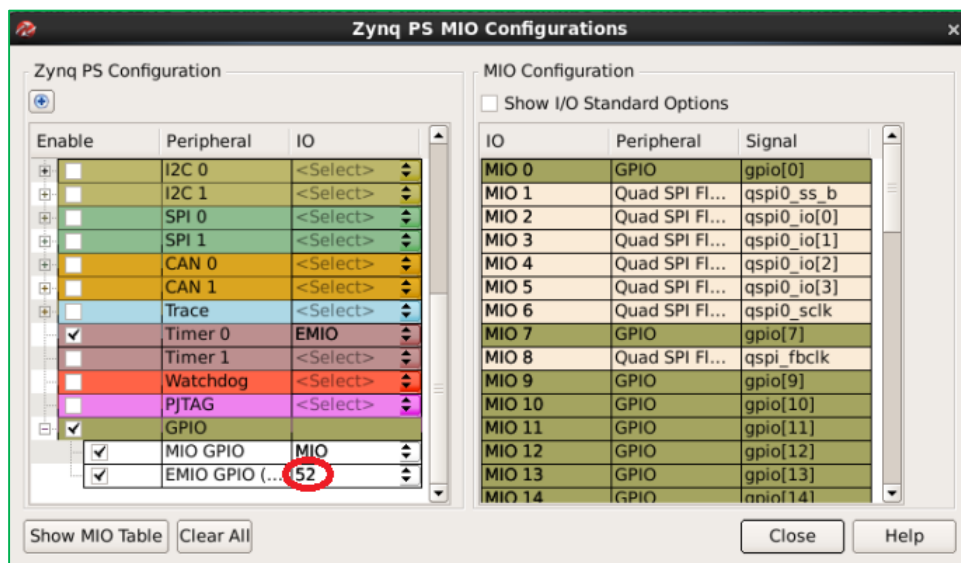 Zynq PS MIO Configurations
Zynq PS Configuration
Enable Peripheral IO
I2C 0 <Select>
I2C 1 <Select>
SPI 0 <Select>
SPI 1 <Select>
CAN 0 <Select>
CAN 1 <Select>
Trace <Select>
Timer 0 EMIO
Timer 1 <Select>
Watchdog <Select>
PJTAG <Select>
GPIO
MIO GPIO MIO
EMIO GPIO (... 52
MIO Configuration
Show I/O Standard Options
IO Peripheral Signal
MIO 0 GPIO gpio[0]
MIO 1 Quad SPI Fl... qspi0_ss_b
MIO 2 Quad SPI Fl... qspi0_io[0]
MIO 3 Quad SPI Fl... qspi0_io[1]
MIO 4 Quad SPI Fl... qspi0_io[2]
MIO 5 Quad SPI Fl... qspi0_io[3]
MIO 6 Quad SPI Fl... qspi0_sclk
MIO 7 GPIO gpio[7]
MIO 8 Quad SPI Fl... qspi_fbclk
MIO 9 GPIO gpio[9]
MIO 10 GPIO gpio[10]
MIO 11 GPIO gpio[11]
MIO 12 GPIO gpio[12]
MIO 13 GPIO gpio[13]
MIO 14 GPIO gpio[14]
Show MIO Table Clear All Close Help